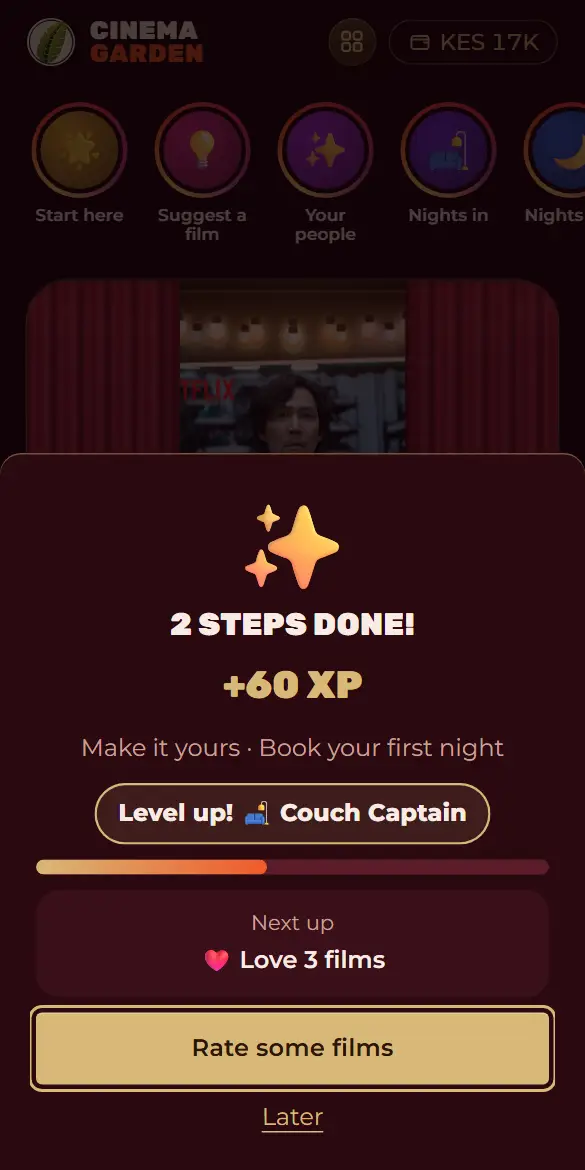 CINEMA
GARDEN
KES 17K
Start here
Suggest a
film
Your
people
Nights in
Nights
TFLIX
2 STEPS DONE!
+60 XP
Make it yours · Book your first night
Level up! 🛋️ Couch Captain
Next up
❤️ Love 3 films
Rate some films
Later